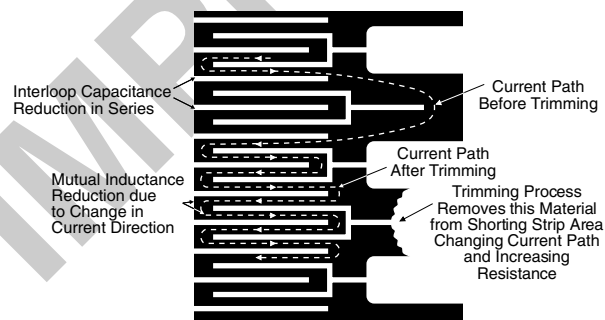 Interloop Capacitance
Reduction in Series
Current Path
Before Trimming
Mutual Inductance
Reduction due
to Change in
Current Direction
Current Path
After Trimming
Trimming Process
Removes this Material
from Shorting Strip Area
Changing Current Path
and Increasing
Resistance